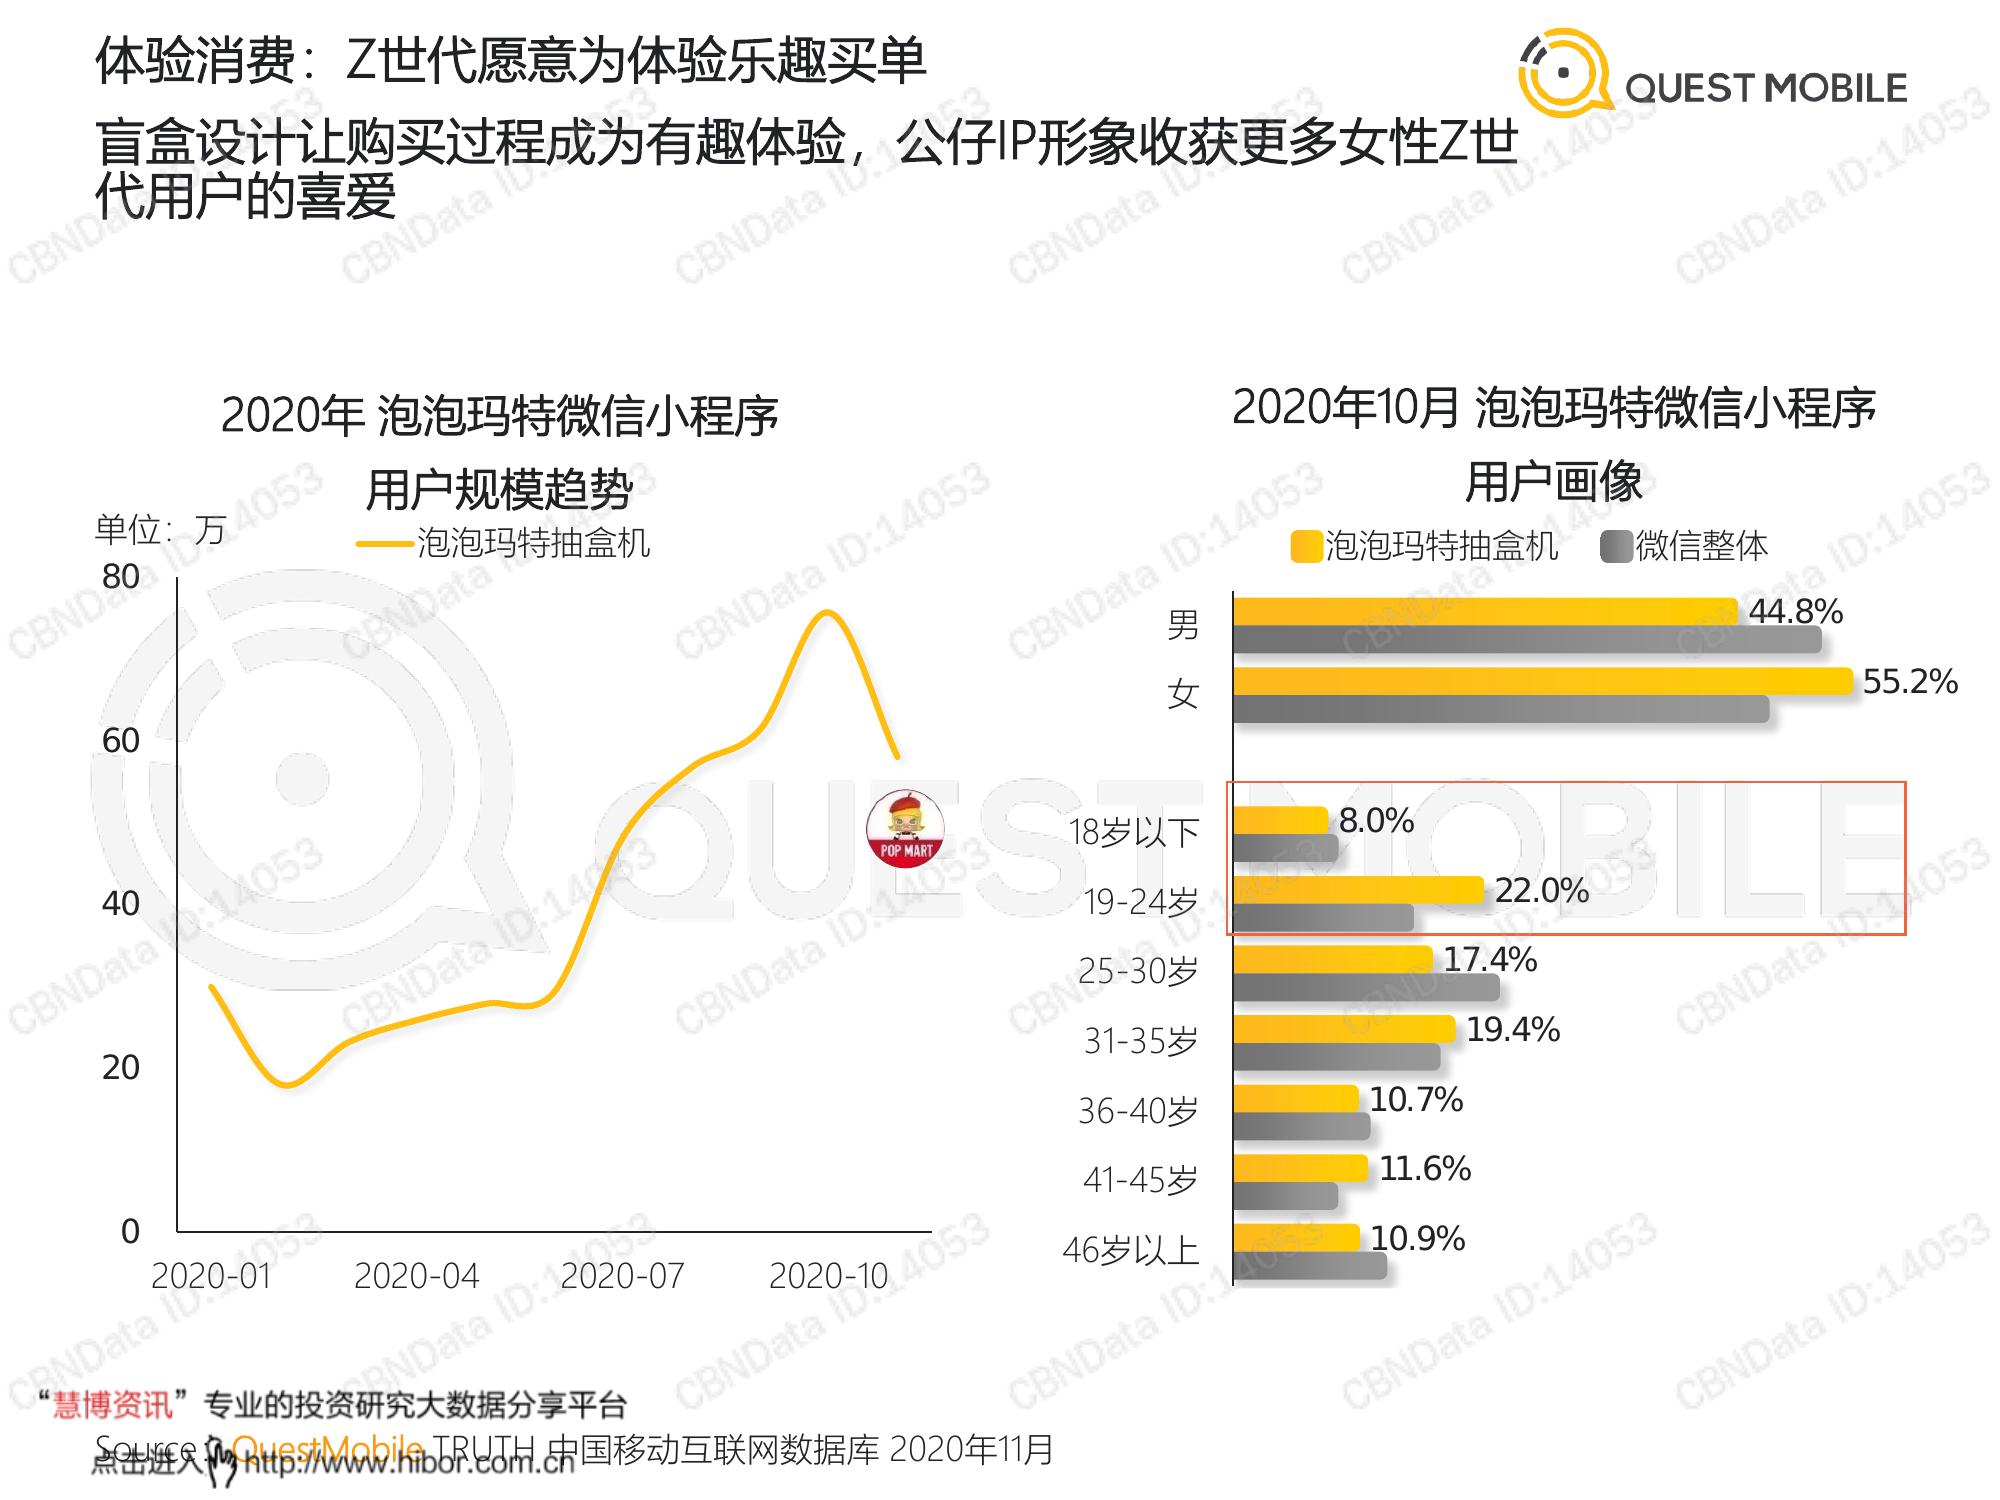 体验消费：Z世代愿意为体验乐趣买单
QUEST MOBILE
盲盒设计让购买过程成为有趣体验，公仔IP形象收获更多女性Z世
代用户的喜爱
2020年 泡泡玛特微信小程序
用户规模趋势
单位：万
泡泡玛特抽盒机
80
60
40
20
0
2020-01
2020-04
2020-07
2020-10
POP MART
2020年10月 泡泡玛特微信小程序
用户画像
泡泡玛特抽盒机
微信整体
男
44.8%
女
55.2%
18岁以下
8.0%
19-24岁
22.0%
25-30岁
17.4%
31-35岁
19.4%
36-40岁
10.7%
41-45岁
11.6%
46岁以上
10.9%
QUEST MOBILE
CBNData ID:14053
“慧博资讯”专业的投资研究大数据分享平台
Source：QuestMobile TRUTH 中国移动互联网数据库 2020年11月
点击进入 http://www.hibor.com.cn